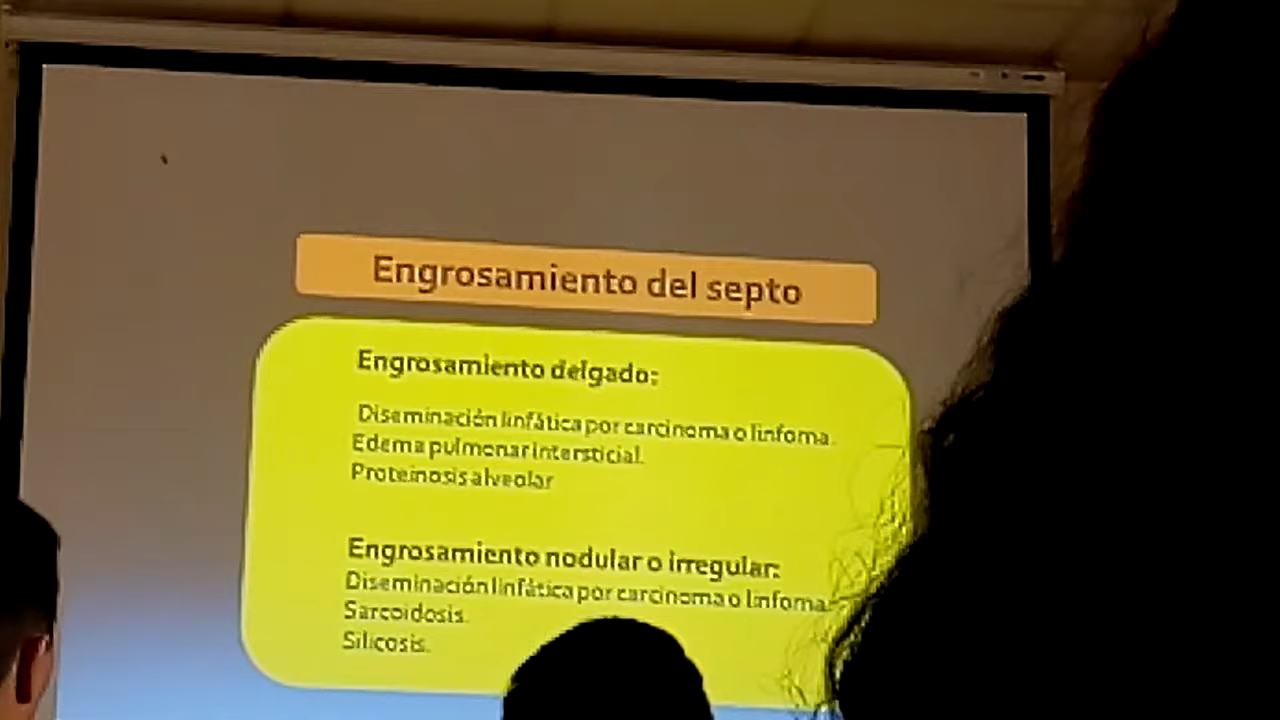 Engrosamiento del septo
Engrosamiento delgado:
Diseminación linfática por carcinoma o linfoma.
Edema pulmonar intersticial.
Proteinosis alveolar
Engrosamiento nodular o irregular:
Diseminación linfática por carcinoma o linfoma.
Sarcoidosis.
Silicosis.